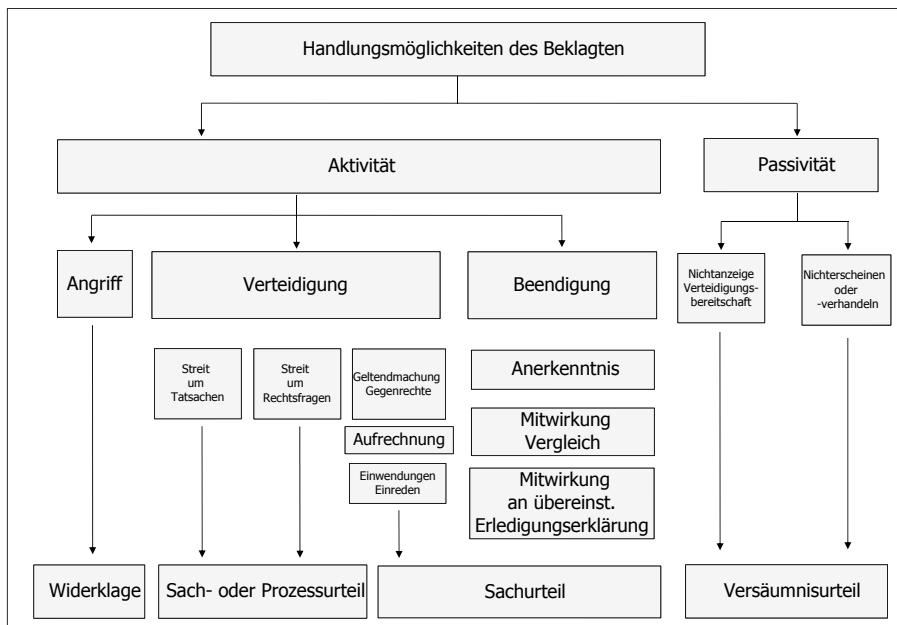 Handlungsmöglichkeiten des Beklagten
Aktivität
Passivität
Angriff
Verteidigung
Beendigung
Nichtanzeige
Verteidigungs-
bereitschaft
Nichterscheinen
oder
-verhandeln
Streit
um
Tatsachen
Streit
um
Rechtsfragen
Geltendmachung
Gegenrechte
Aufrechnung
Einwendungen
Einreden
Anerkenntnis
Mitwirkung
Vergleich
Mitwirkung
an übereinst.
Erledigungserklärung
Widerklage
Sach- oder Prozessurteil
Sachurteil
Versäumnisurteil